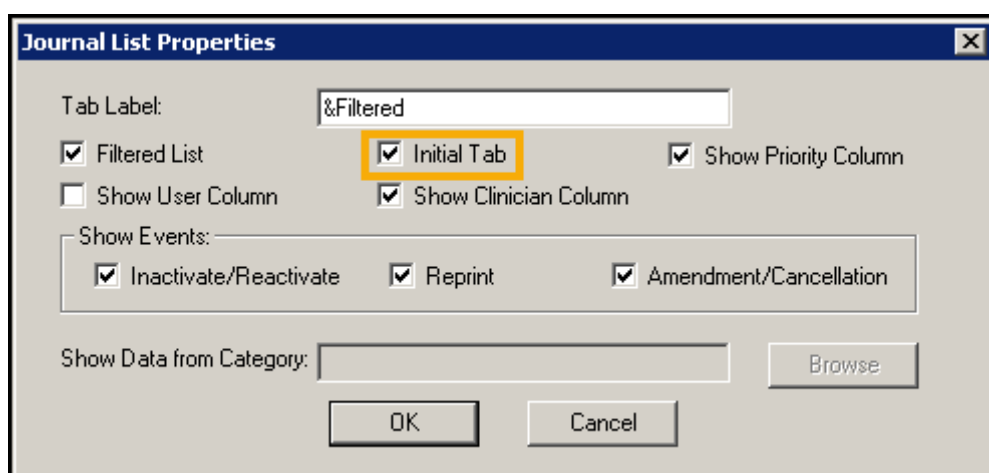 Journal List Properties
Tab Label: &Filtered
Filtered List Initial Tab Show Priority Column
Show User Column Show Clinician Column
Show Events:
Inactivate/Reactivate Reprint Amendment/Cancellation
Show Data from Category: Browse
OK Cancel